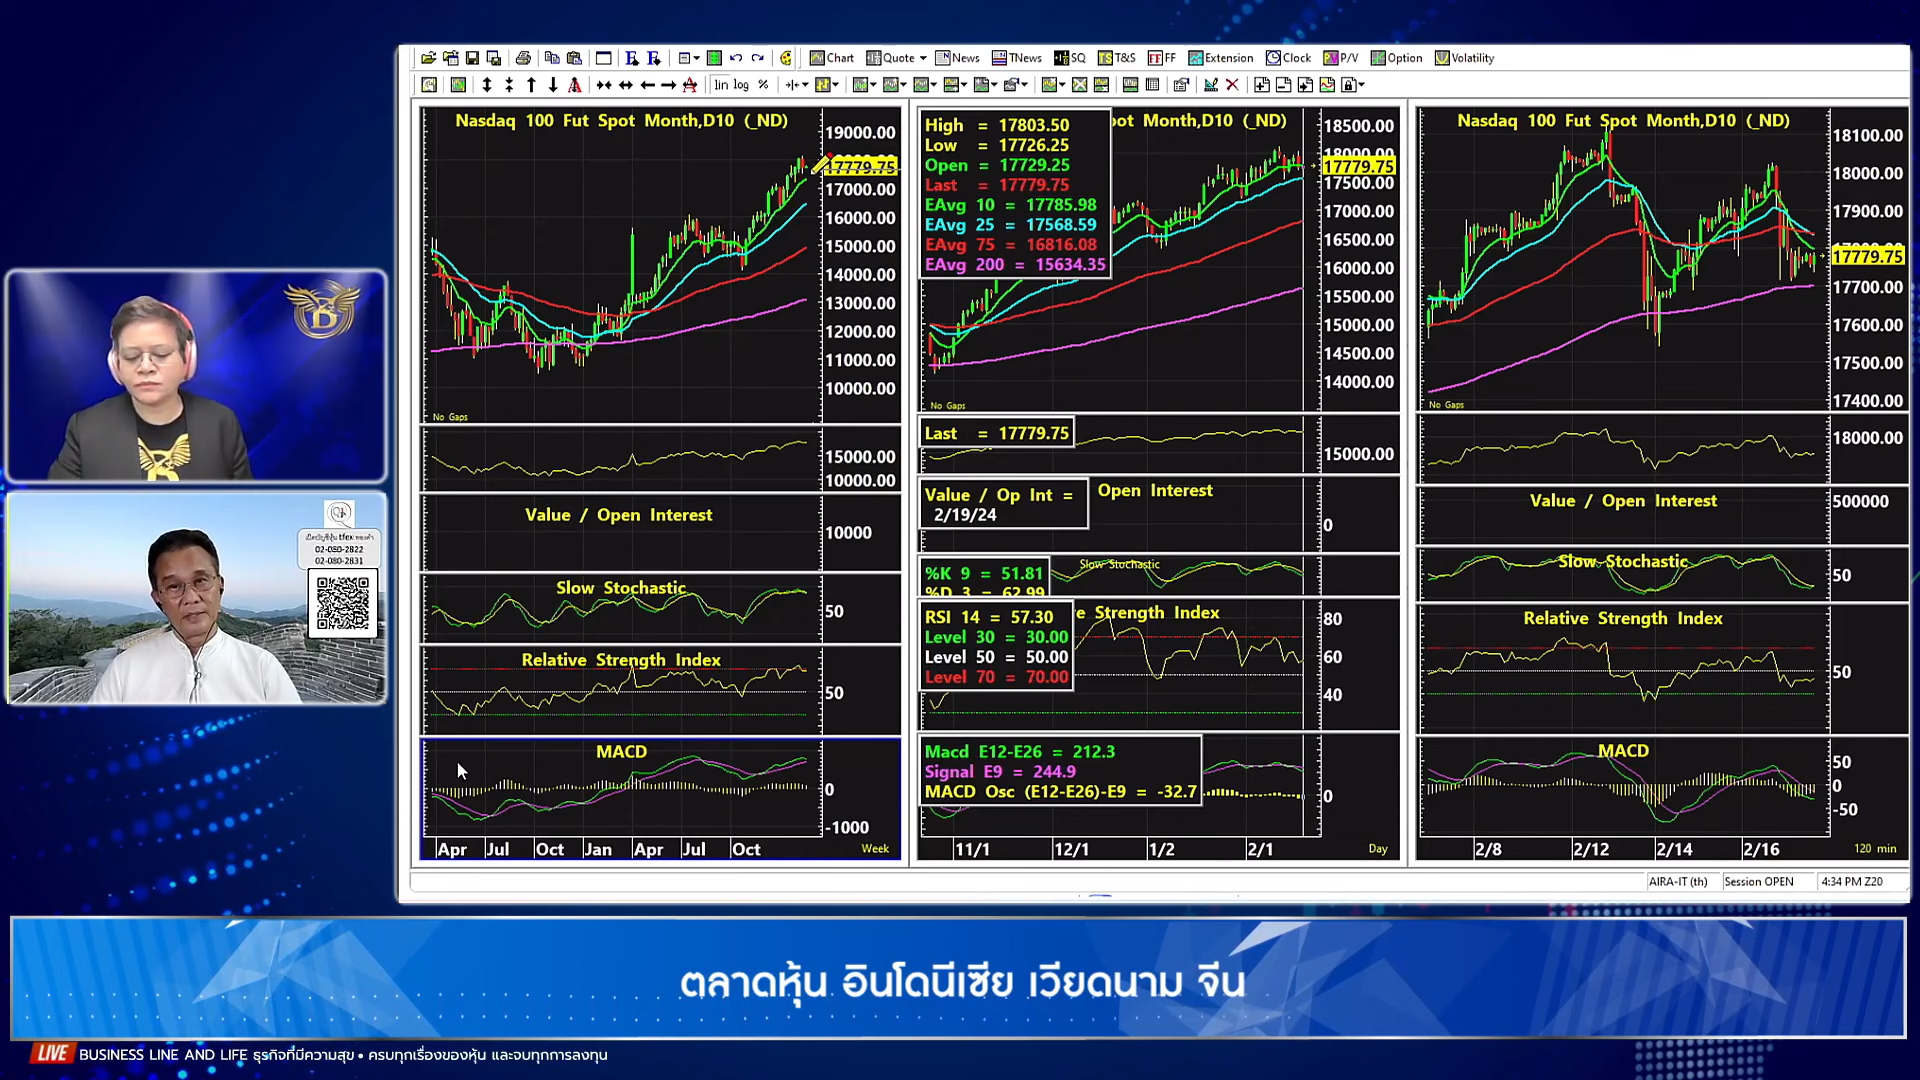 Chart Quote News TNews SQ T&S FF Extension Clock P/V Option Volatility
lin log %
Nasdaq 100 Fut Spot Month,D10 (_ND)
19000.00
17779.75
17000.00
16000.00
15000.00
14000.00
13000.00
12000.00
11000.00
10000.00
No Gaps
15000.00
10000.00
Value / Open Interest
10000
Slow Stochastic
50
Relative Strength Index
50
MACD
0
-1000
Apr Jul Oct Jan Apr Jul Oct
Week
High = 17803.50
Low = 17726.25
Open = 17729.25
Last = 17779.75
EAvg 10 = 17785.98
EAvg 25 = 17568.59
EAvg 75 = 16816.08
EAvg 200 = 15634.35
pot Month,D10 (_ND)
18500.00
17779.75
17500.00
17000.00
16500.00
16000.00
15500.00
15000.00
14500.00
14000.00
No Gaps
Last = 17779.75
15000.00
Value / Op Int =
2/19/24
Open Interest
0
%K 9 = 51.81
%D 3 = 62.99
Slow Stochastic
RSI 14 = 57.30
Level 30 = 30.00
Level 50 = 50.00
Level 70 = 70.00
e Strength Index
80
60
40
Macd E12-E26 = 212.3
Signal E9 = 244.9
MACD Osc (E12-E26)-E9 = -32.7
0
11/1 12/1 1/2 2/1
Day
Nasdaq 100 Fut Spot Month,D10 (_ND)
18100.00
18000.00
17900.00
17779.75
17700.00
17600.00
17500.00
17400.00
No Gaps
18000.00
Value / Open Interest
500000
Slow Stochastic
50
Relative Strength Index
50
MACD
50
0
-50
2/8 2/12 2/14 2/16
120 min
AIRA-IT (th) Session OPEN 4:34 PM Z20
B
02-080-2822
02-080-2831
ตลาดหุ้น อินโดนีเซีย เวียดนาม จีน
LIVE BUSINESS LINE AND LIFE ธุรกิจที่มีความสุข • ครบทุกเรื่องของหุ้น และจบทุกการลงทุน